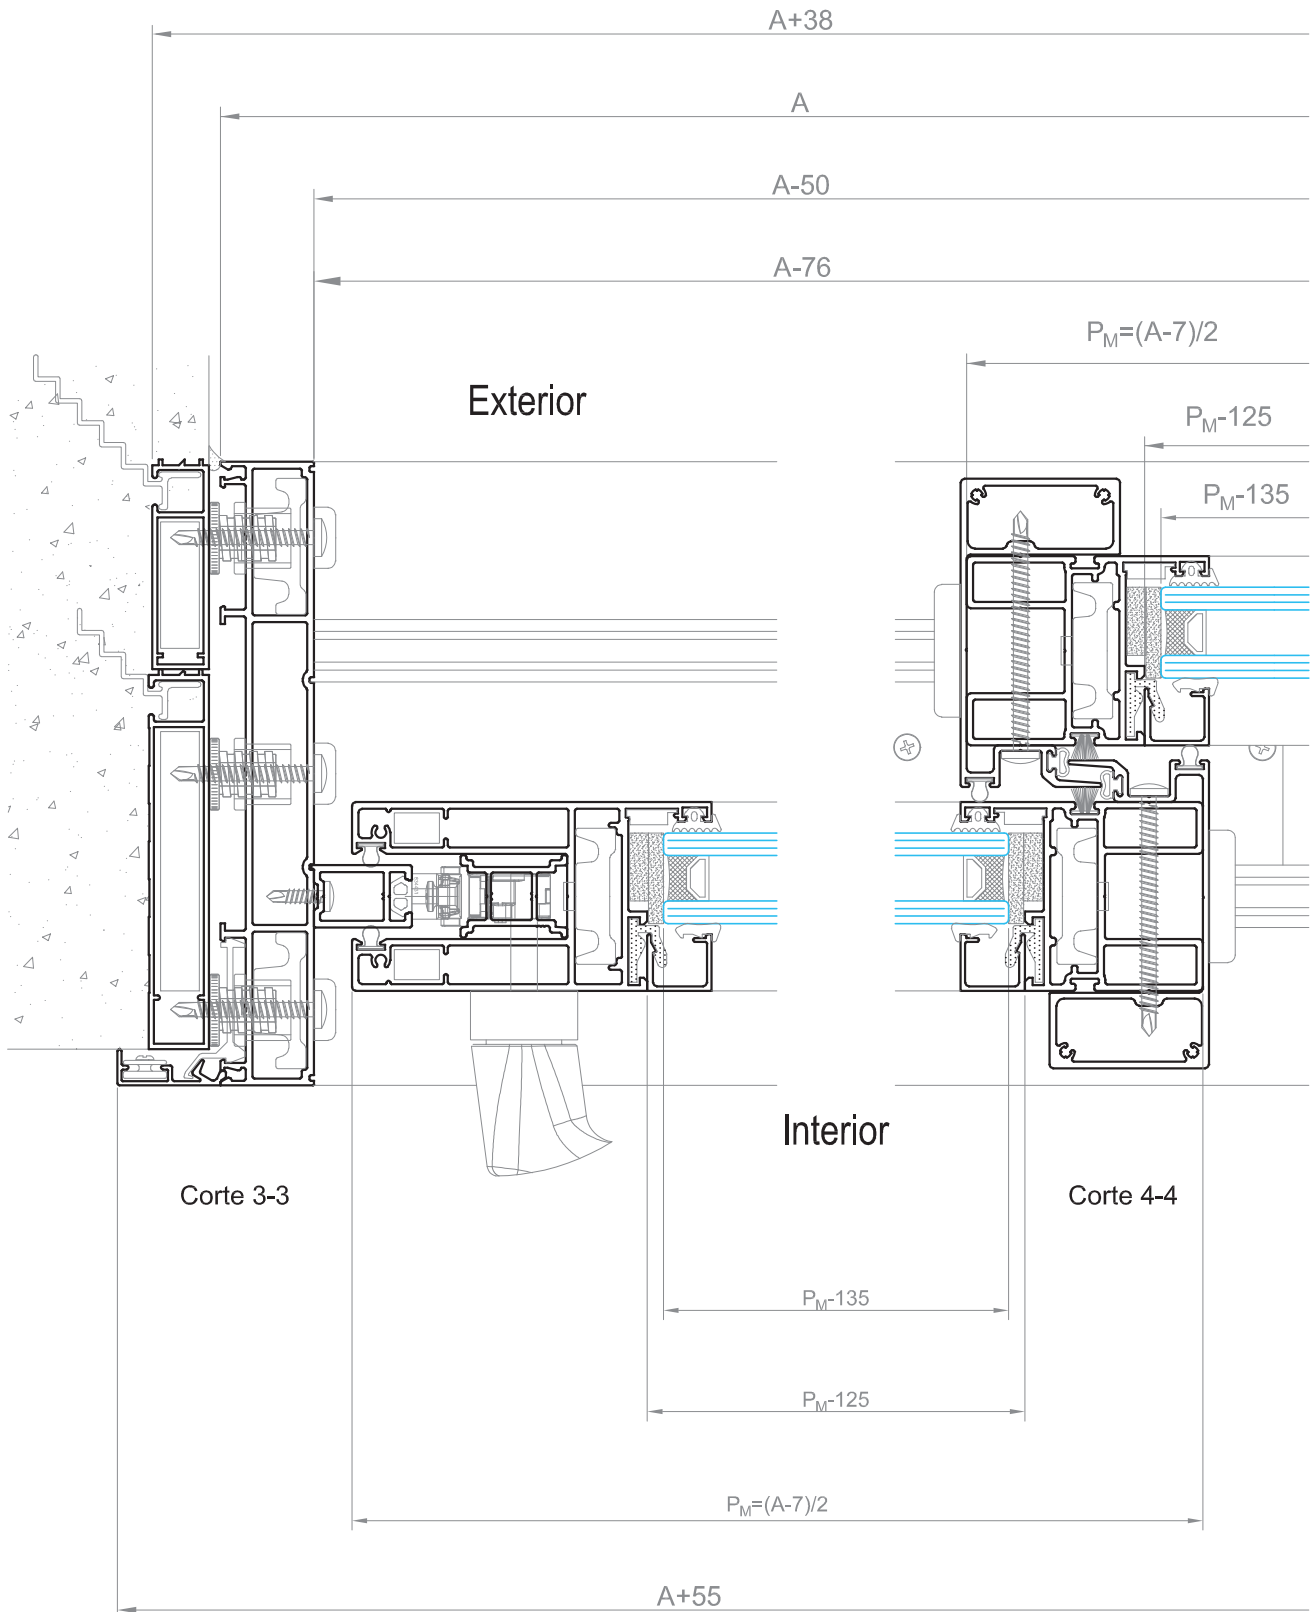 A+38
A
A-50
A-76
PM=(A-7)/2
Exterior
PM-125
PM-135
Interior
Corte 3-3
Corte 4-4
PM-135
PM-125
PM=(A-7)/2
A+55